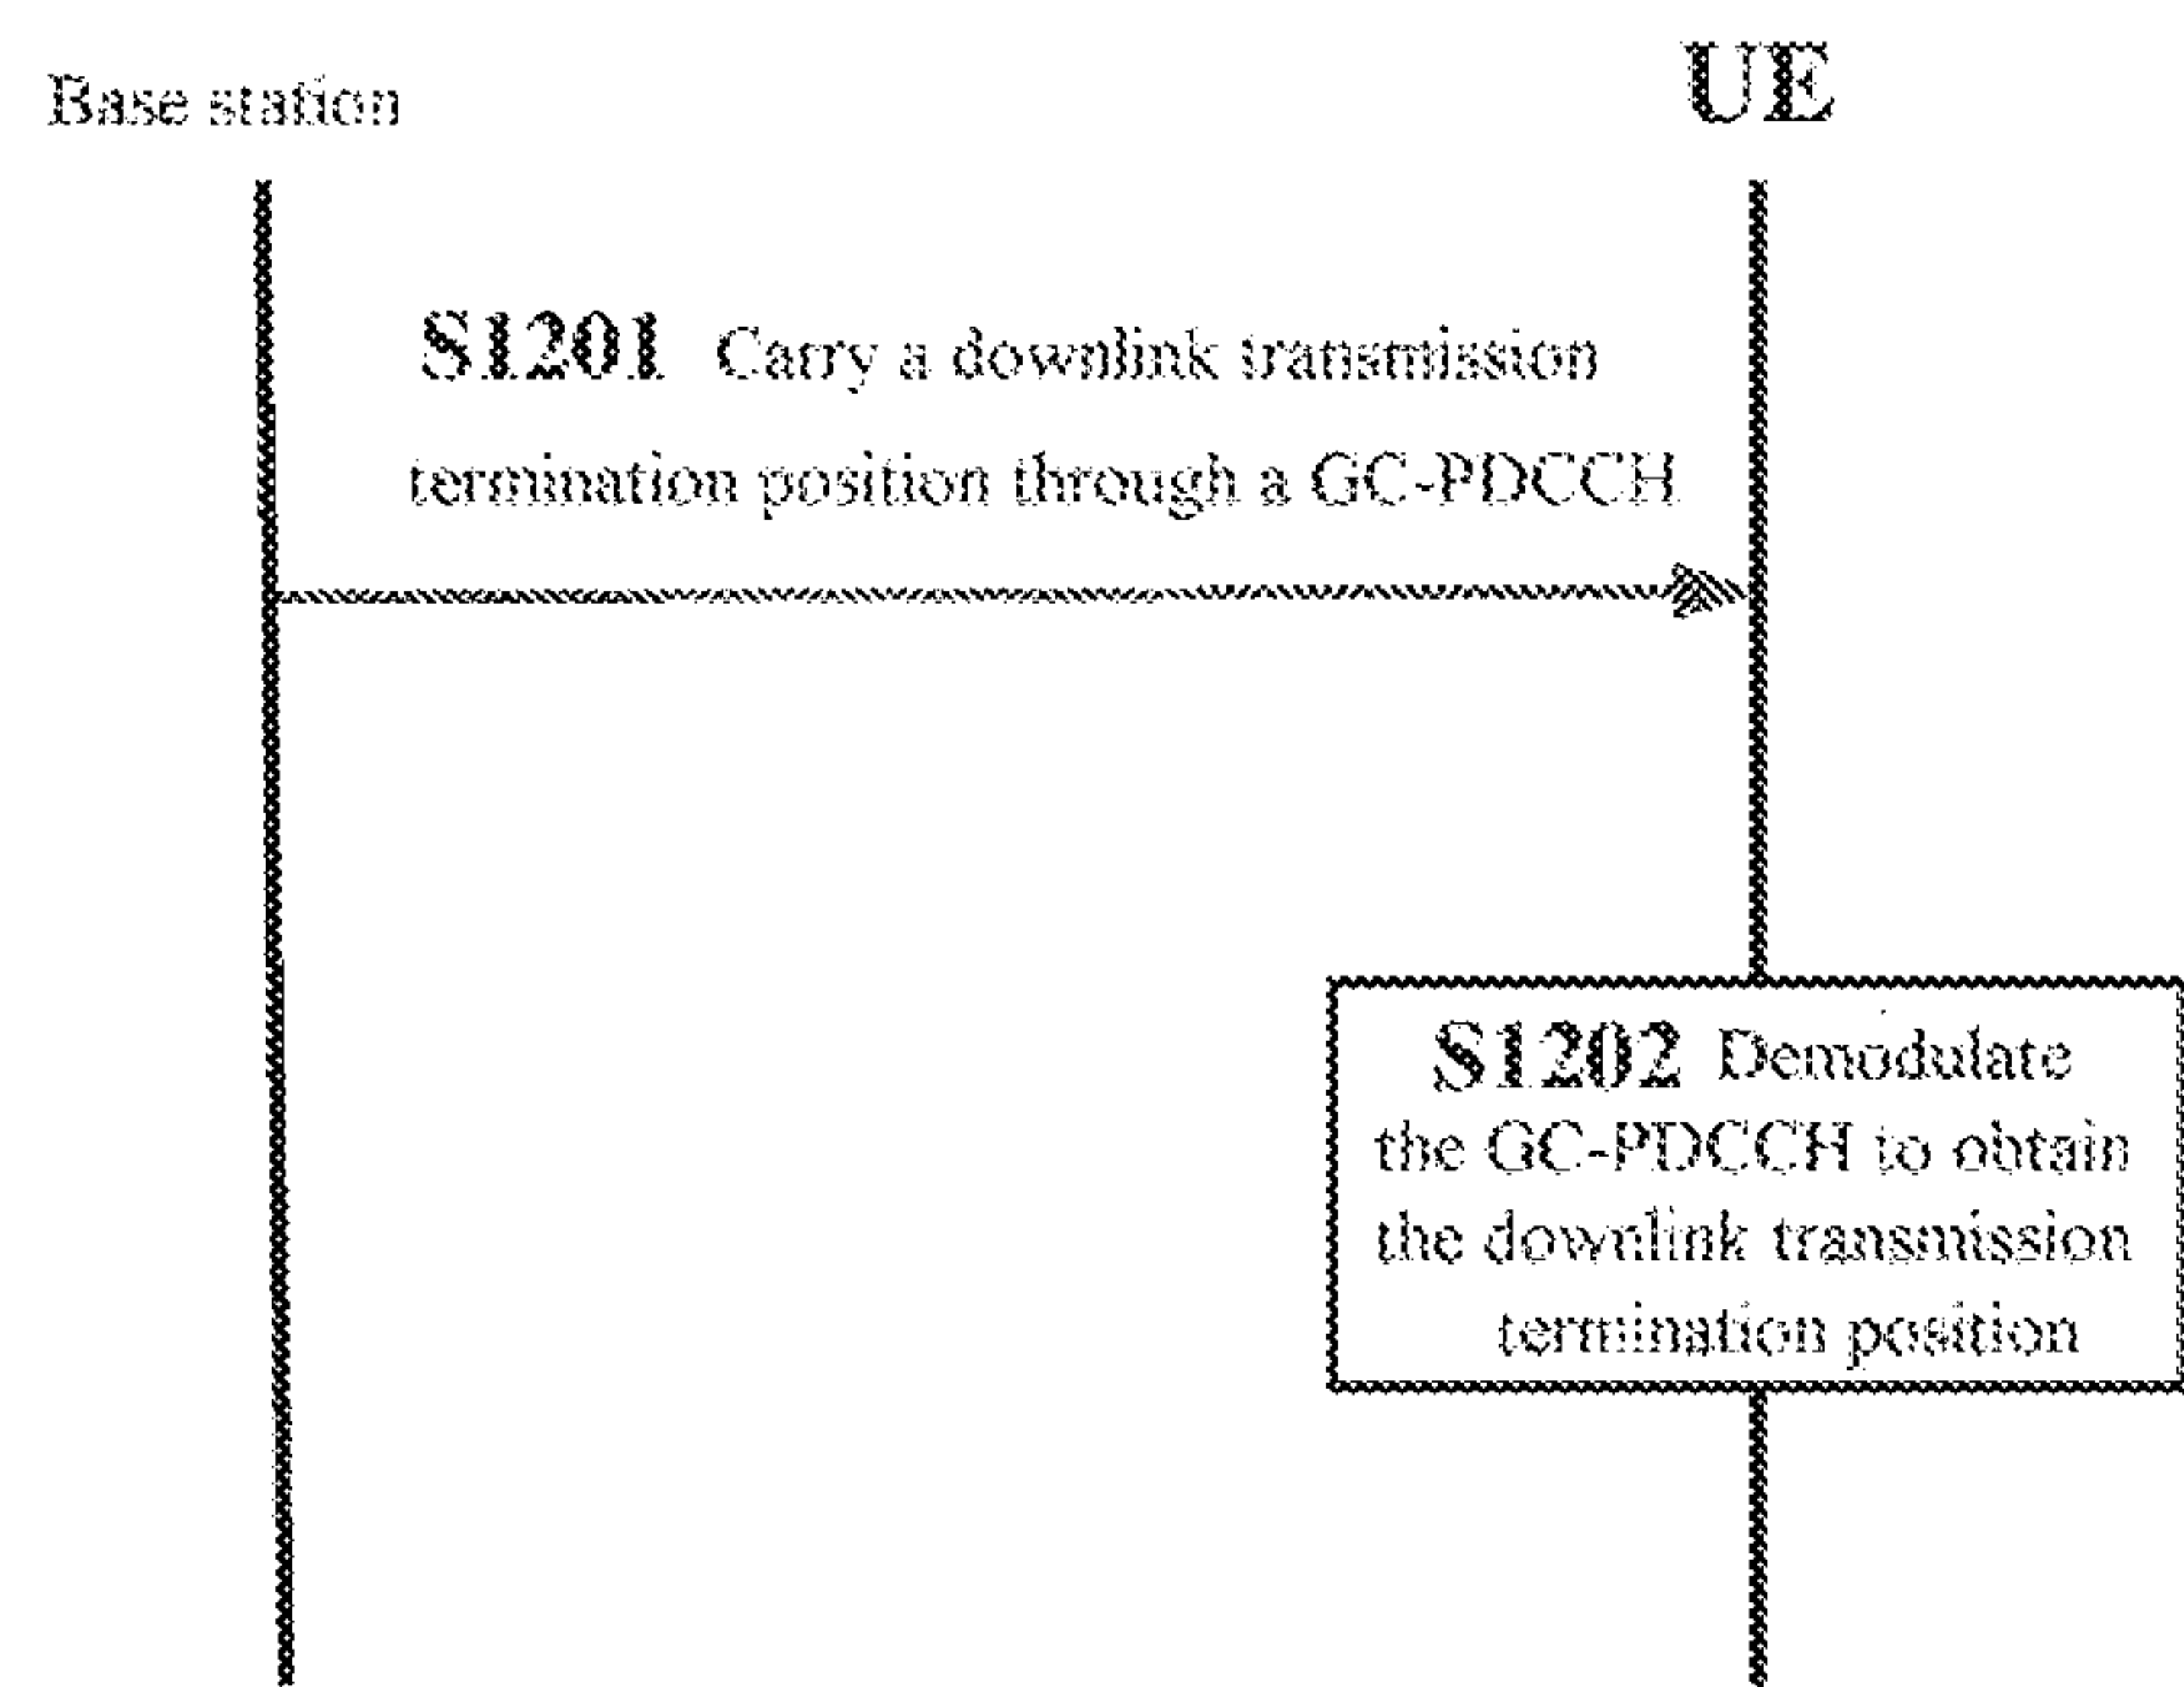 Base station
UE
S1201 Carry a downlink transmission
termination position through a GC-PDCCH
S1202 Demodulate
the GC-PDCCH to obtain
the downlink transmission
termination position